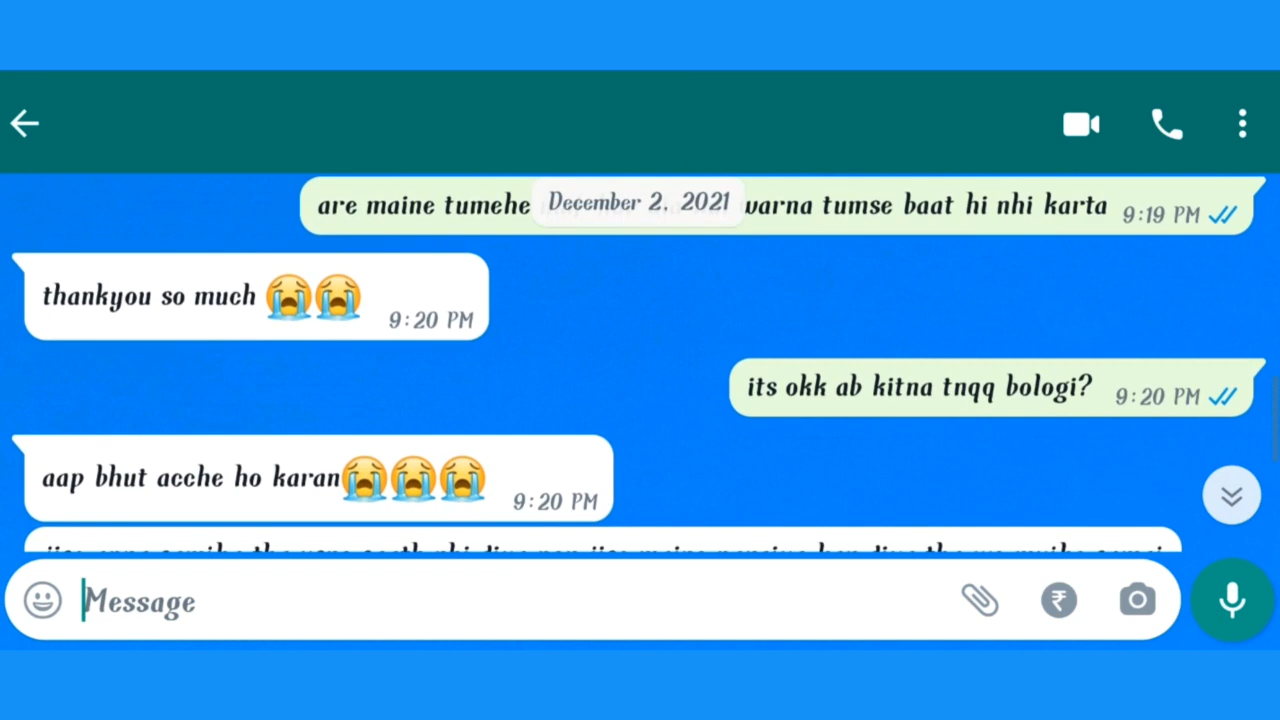 are maine tumehe warna tumse baat hi nhi karta 9:19 PM
December 2, 2021
thankyou so much 😭😭 9:20 PM
its okk ab kitna tnqq bologi? 9:20 PM
aap bhut acche ho karan😭😭😭 9:20 PM
Message